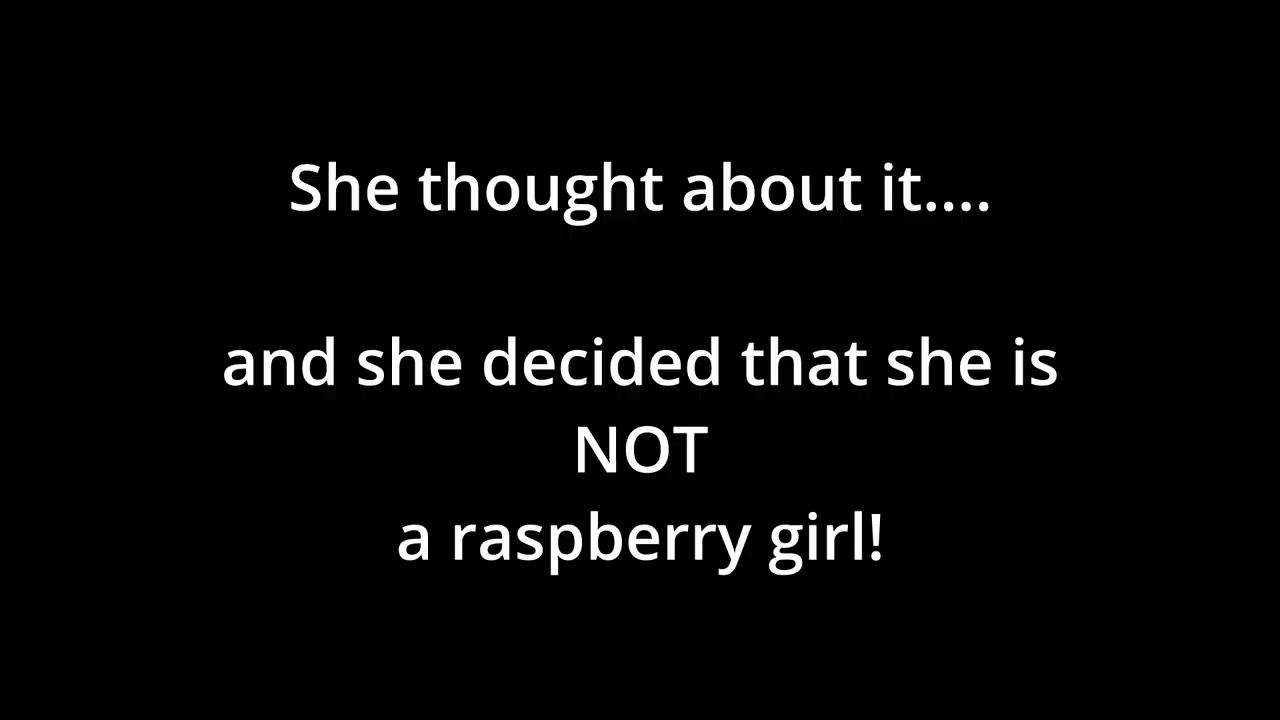 She thought about it....
and she decided that she is
NOT
a raspberry girl!